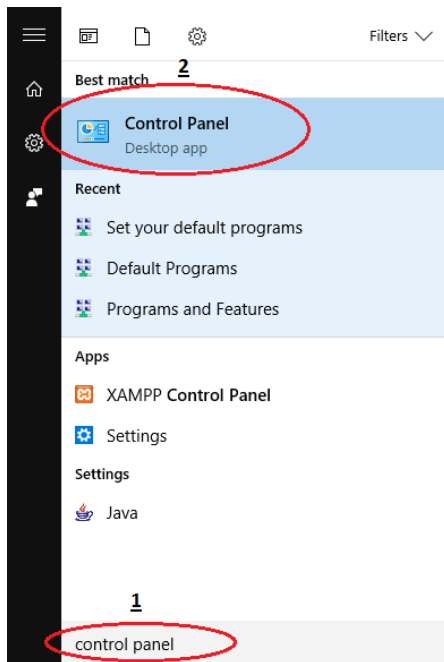 Filters
2
Best match
Control Panel
Desktop app
Recent
Set your default programs
Default Programs
Programs and Features
Apps
XAMPP Control Panel
Settings
Settings
Java
1
control panel